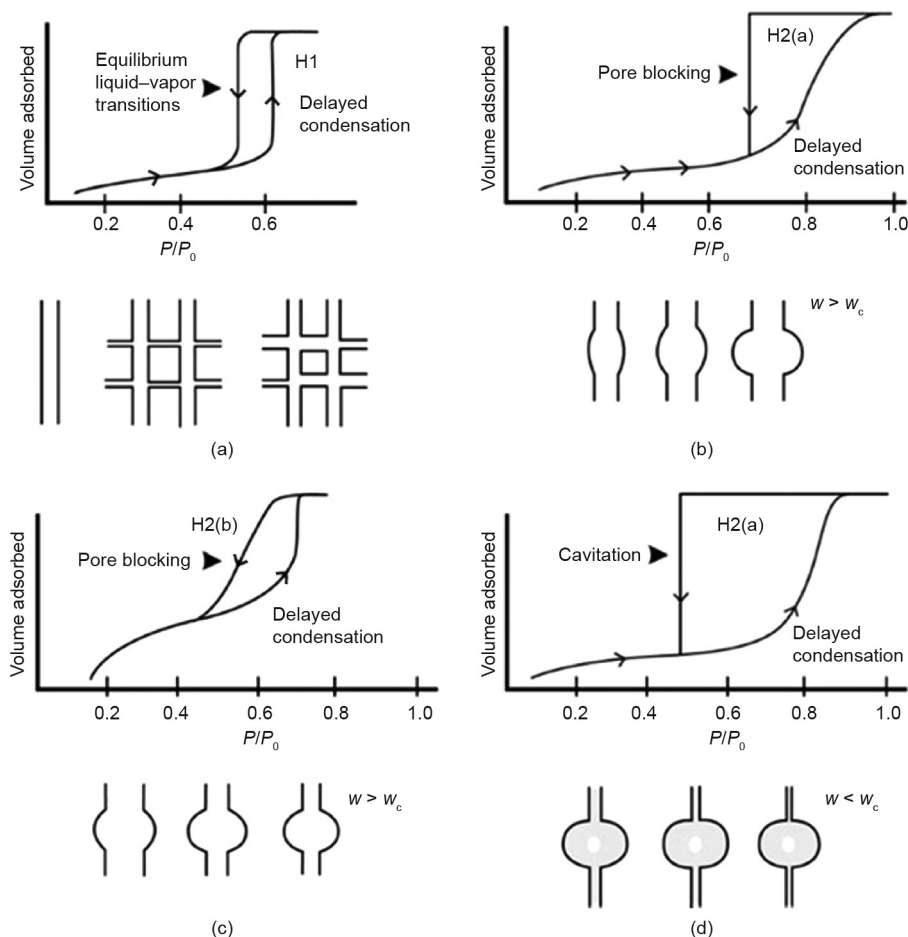 Volume adsorbed
Equilibrium
liquid–vapor
transitions
H1
Delayed
condensation
0.2 0.4 0.6
P/P0
(a)
Volume adsorbed
H2(a)
Pore blocking
Delayed
condensation
0.2 0.4 0.6 0.8 1.0
P/P0
w > wc
(b)
Volume adsorbed
H2(b)
Pore blocking
Delayed
condensation
0.2 0.4 0.6 0.8 1.0
P/P0
w > wc
(c)
Volume adsorbed
H2(a)
Cavitation
Delayed
condensation
0.2 0.4 0.6 0.8 1.0
P/P0
w < wc
(d)